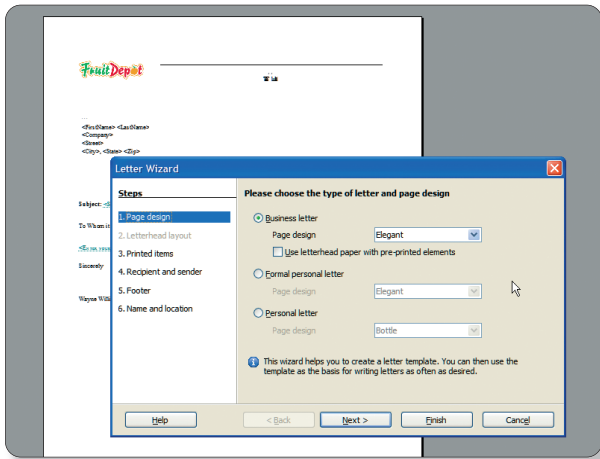 FruitDepot
<FirstName> <LastName>
<Company>
<Street>
<City>, <State> <Zip>
Letter Wizard
Steps
Please choose the type of letter and page design
Subject:
1. Page design
Business letter
To Whom it
2. Letterhead layout
Page design
Elegant
3. Printed items
Use letterhead paper with pre-printed elements
Sincerely
4. Recipient and sender
Formal personal letter
5. Footer
Page design
Elegant
Wayne Willi
6. Name and location
Personal letter
Page design
Bottle
This wizard helps you to create a letter template. You can then use the
template as the basis for writing letters as often as desired.
Help
< Back
Next >
Finish
Cancel